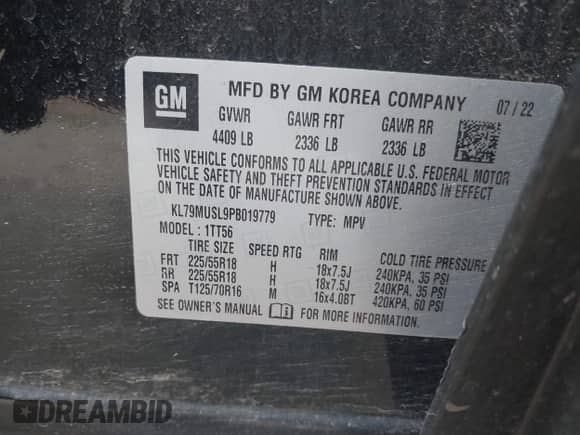 GM
MFD BY GM KOREA COMPANY 07 / 22
GVWR GAWR FRT GAWR RR
4409 LB 2336 LB 2336 LB
THIS VEHICLE CONFORMS TO ALL APPLICABLE U.S. FEDERAL MOTOR
VEHICLE SAFETY AND THEFT PREVENTION STANDARDS IN EFFECT
ON THE DATE OF MANUFACTURE SHOWN ABOVE.
KL79MUSL9PB019779 TYPE: MPV
MODEL : 1TT56
TIRE SIZE SPEED RTG RIM COLD TIRE PRESSURE
FRT 225/55R18 H 18x7.5J 240KPA, 35 PSI
RR 225/55R18 H 18x7.5J 240KPA, 35 PSI
SPA T125/70R16 M 16x4.0BT 420KPA, 60 PSI
SEE OWNER'S MANUAL FOR MORE INFORMATION.
DREAMBID